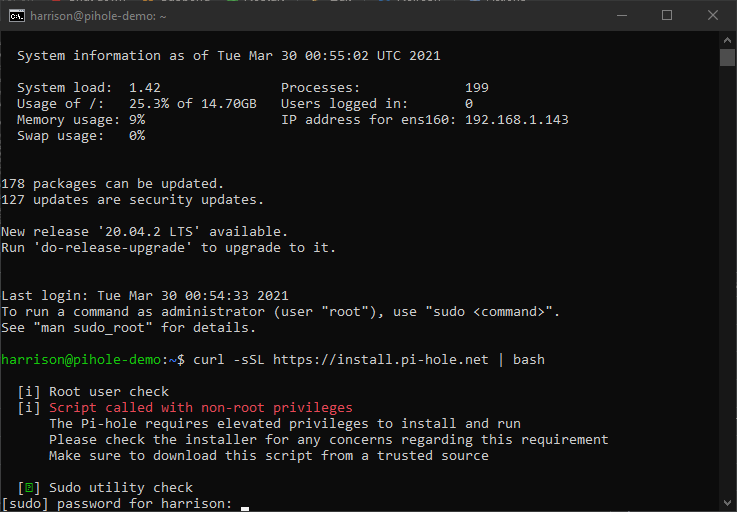 harrison@pihole-demo: ~
System information as of Tue Mar 30 00:55:02 UTC 2021
System load:  1.42               Processes:             199
Usage of /:   25.3% of 14.70GB   Users logged in:       0
Memory usage: 9%                 IP address for ens160: 192.168.1.143
Swap usage:   0%
178 packages can be updated.
127 updates are security updates.
New release '20.04.2 LTS' available.
Run 'do-release-upgrade' to upgrade to it.
Last login: Tue Mar 30 00:54:33 2021
To run a command as administrator (user "root"), use "sudo <command>".
See "man sudo_root" for details.
harrison@pihole-demo:~$ curl -sSL https://install.pi-hole.net | bash
[i] Root user check
[i] Script called with non-root privileges
The Pi-hole requires elevated privileges to install and run
Please check the installer for any concerns regarding this requirement
Make sure to download this script from a trusted source
[⍰] Sudo utility check
[sudo] password for harrison: